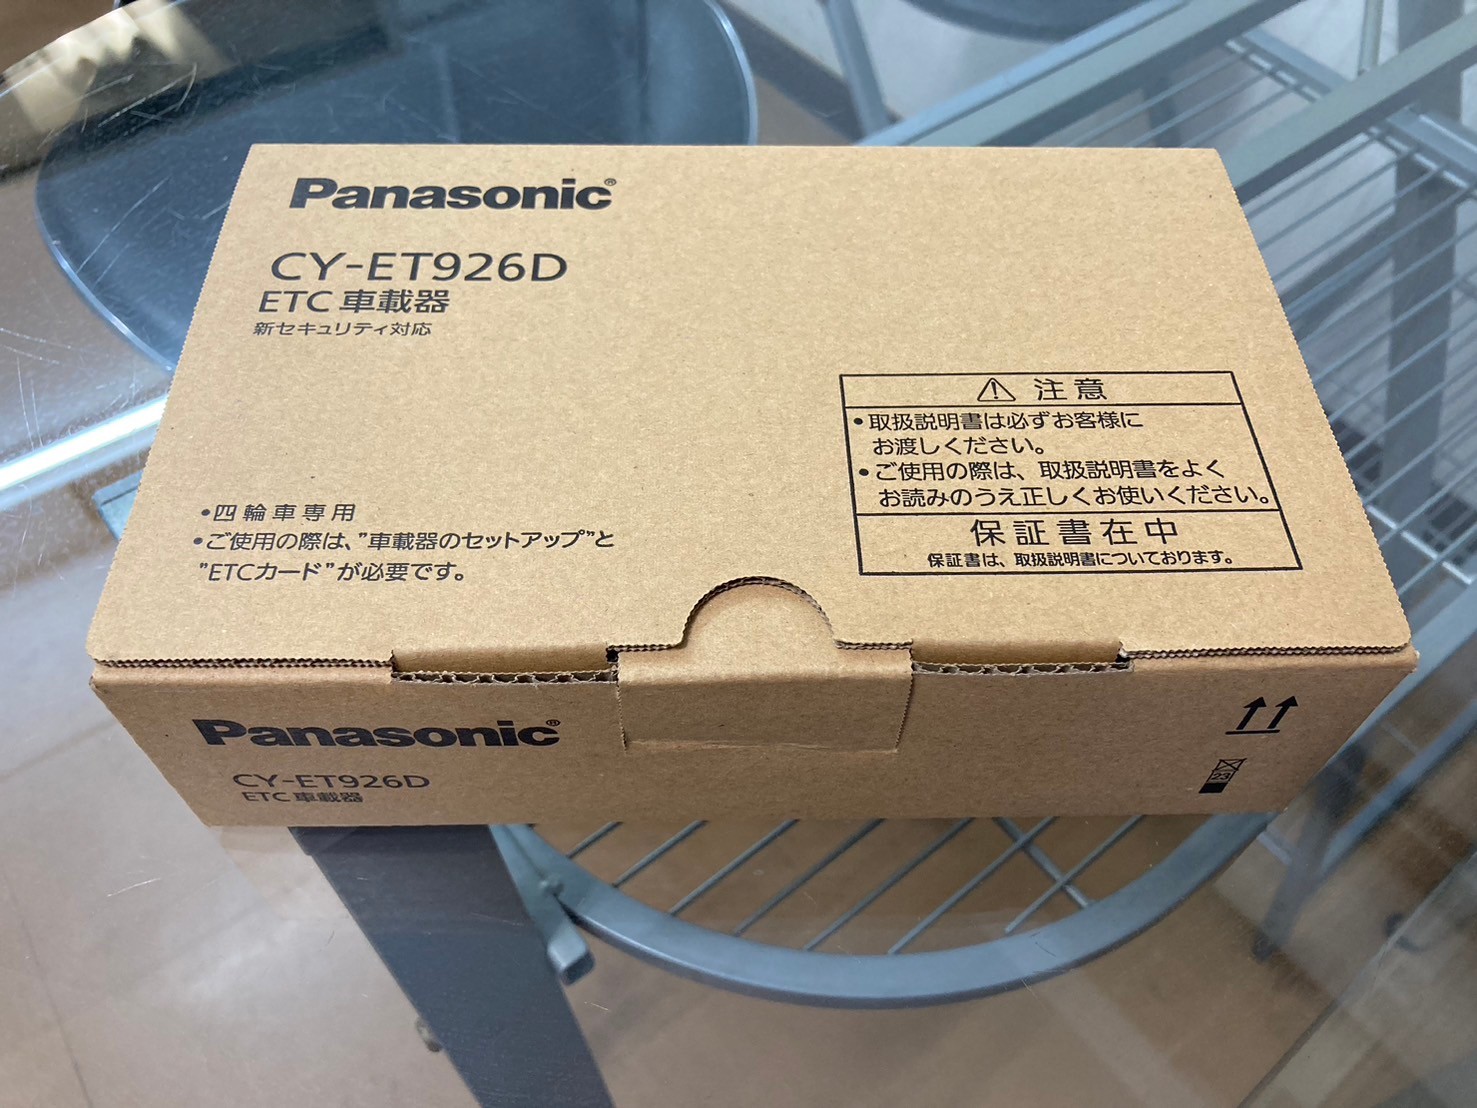 Panasonic®
CY-ET926D
ETC 車載器
新セキュリティ対応
⚠ 注意
•取扱説明書は必ずお客様に
お渡しください。
•ご使用の際は、取扱説明書をよく
お読みのうえ正しくお使いください。
保証書在中
保証書は、取扱説明書についております。
•四輪車専用
•ご使用の際は、"車載器のセットアップ"と
"ETCカード"が必要です。
Panasonic®
CY-ET926D
ETC 車載器
23